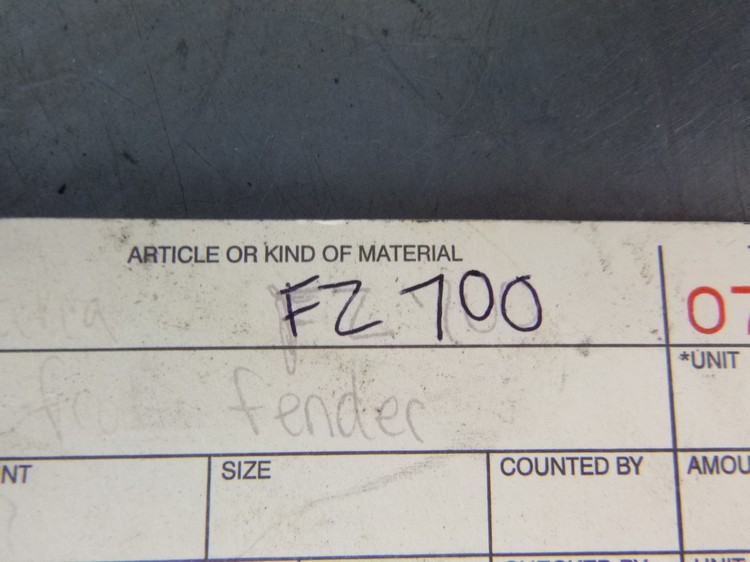 ARTICLE OR KIND OF MATERIAL
FZ 700
07
*UNIT
fender
NT
SIZE
COUNTED BY
AMOU